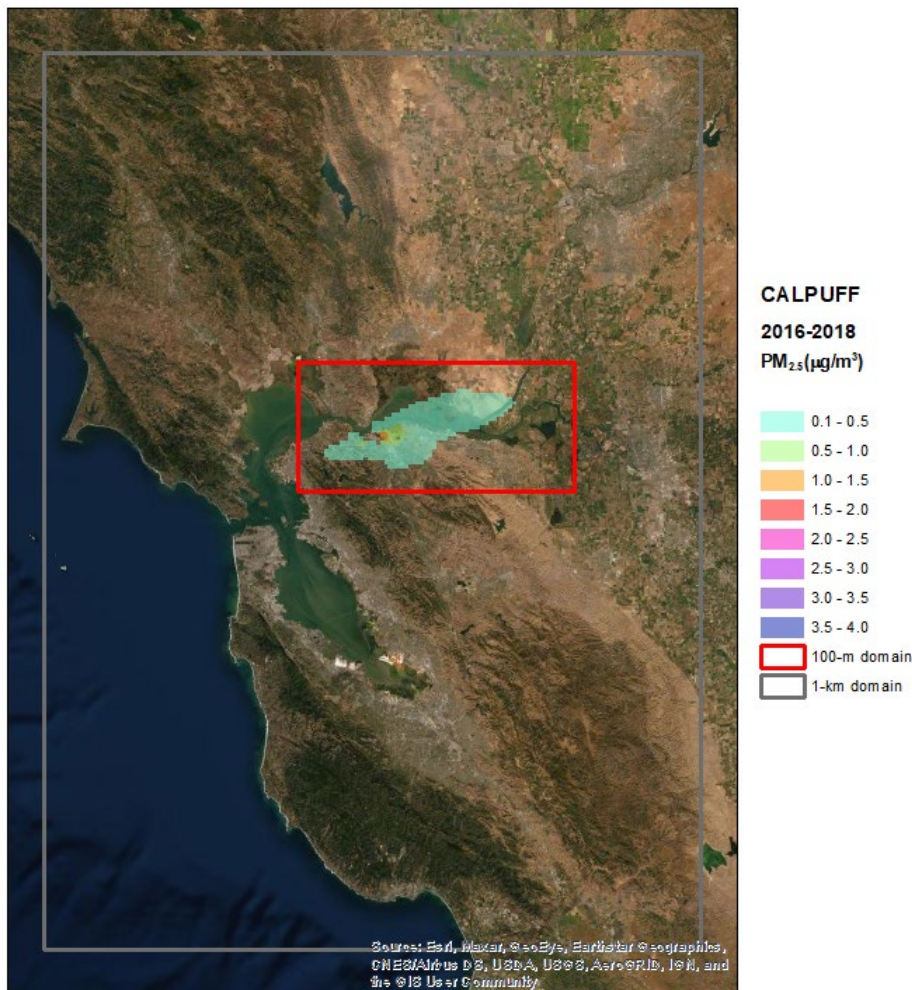 CALPUFF
2016-2018
PM₂.₅(µg/m³)
0.1 - 0.5
0.5 - 1.0
1.0 - 1.5
1.5 - 2.0
2.0 - 2.5
2.5 - 3.0
3.0 - 3.5
3.5 - 4.0
100-m domain
1-km domain
Source: Esri, Maxar, GeoEye, Earthstar Geographics,
CNES/Airbus DS, USDA, USGS, AeroGRID, IGN, and
the GIS User Community